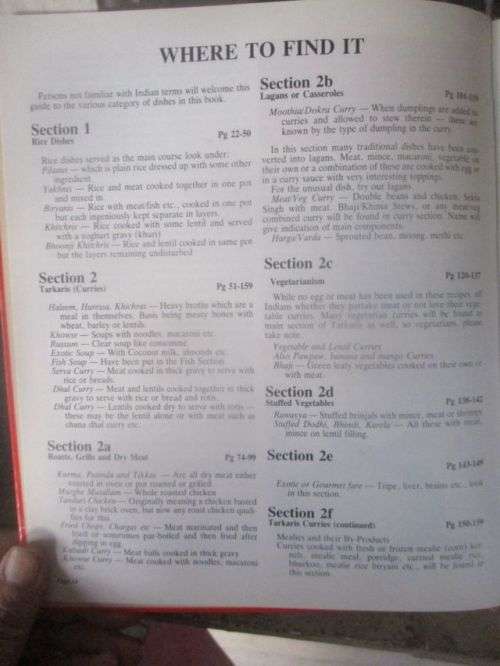 WHERE TO FIND IT
Persons not familiar with Indian terms will welcome this
guide to the various category of dishes in this book.
Section 1
Rice Dishes
Pg 22-50
Rice dishes served as the main course look under:
Pilaus — which is plain rice dressed up with some other
ingredient.
Yakhni — Rice and meat cooked together in one pot
and mixed in.
Biryanis — Rice with meat/fish etc., cooked in one pot
but each ingeniously kept separate in layers.
Khichris — Rice cooked with some lentil and served
with a yoghurt gravy (khuri)
Bhoonji Khichris — Rice and lentil cooked in same pot
but the layers remaining undisturbed
Section 2
Tarkaris (Curries)
Pg 51-159
Haleem, Hareesa, Khichras — Heavy broths which are a
meal in themselves. Basis being meaty bones with
wheat, barley or lentils.
Khowse — Soups with noodles, macaroni etc.
Russum — Clear soup like consomme.
Exotic Soup — With Coconut milk, almonds etc.
Fish Soup — Have been put in the Fish Section.
Serva Curry — Meat cooked in thick gravy to serve with
rice or breads.
Dhal Curry — Meat and lentils cooked together in thick
gravy to serve with rice or bread and rotis.
Dhal Curry — Lentils cooked dry to serve with rotis —
these may be the lentil alone or with meat such as
chana dhal curry etc.
Section 2a
Roasts, Grills and Dry Meat
Pg 74-99
Korma, Pasinda and Tikkas — Are all dry meat either
roasted in oven or pot roasted or grilled.
Murghe Musallam — Whole roasted chicken
Tanduri Chicken — Originally meaning a chicken basted
in a clay brick oven, but now any roast chicken quali-
fies for this.
Fried Chops, Chargas etc — Meat marinated and then
fried or sometimes par-boiled and then fried after
dipping in egg.
Kabaab Curry — Meat balls cooked in thick gravy
Khowse Curry — Meat cooked with noodles, macaroni
etc.
Section 2b
Lagans or Casseroles
Moothia/Dokra Curry — When dumplings are added to
curries and allowed to stew therein — these are
known by the type of dumpling in the curry.
In this section many traditional dishes have been con-
verted into lagans. Meat, mince, macaroni, vegetable on
their own or a combination of these are cooked with egg or
in a curry sauce with very interesting toppings.
For the unusual dish, try out lagans.
Meat/Veg Curry — Double beans and chicken, Sekta
Singh with meat, Bhaji/Khuma Stews, or any meat/veg
combined curry will be found in curry section. Name will
give indication of main components.
Harga/Varda — Sprouted bean, moong, methi etc.
Section 2c
Vegetarianism
Pg 120-137
While no egg or meat has been used in these recipes all
Indians whether they partake meat or not love their vege-
table curries. Many vegetarian curries will be found in
main section of Tarkaris as well, so vegetarians, please
take note.
Vegetable and Lentil Curries
Also Pawpaw, banana and mango Curries
Bhaji — Green leafy vegetables cooked on their own or
with meat.
Section 2d
Stuffed Vegetables
Pg 138-142
Ramayya — Stuffed brinjals with mince, meat or shrimps
Stuffed Dodhi, Bhindi, Karela — All these with meat,
mince on lentil filling.
Section 2e
Pg 143-149
Exotic or Gourmet fare — Tripe, liver, brains etc., look
in this section.
Section 2f
Tarkaris Curries (continued)
Pg 150-159
Mealies and their By-Products
Curries cooked with fresh or frozen mealie (corn) ker-
nels, mealie meal, porridge, curried mealie rice,
bhurkoo, mealie rice biryani etc., will be found in
this section.